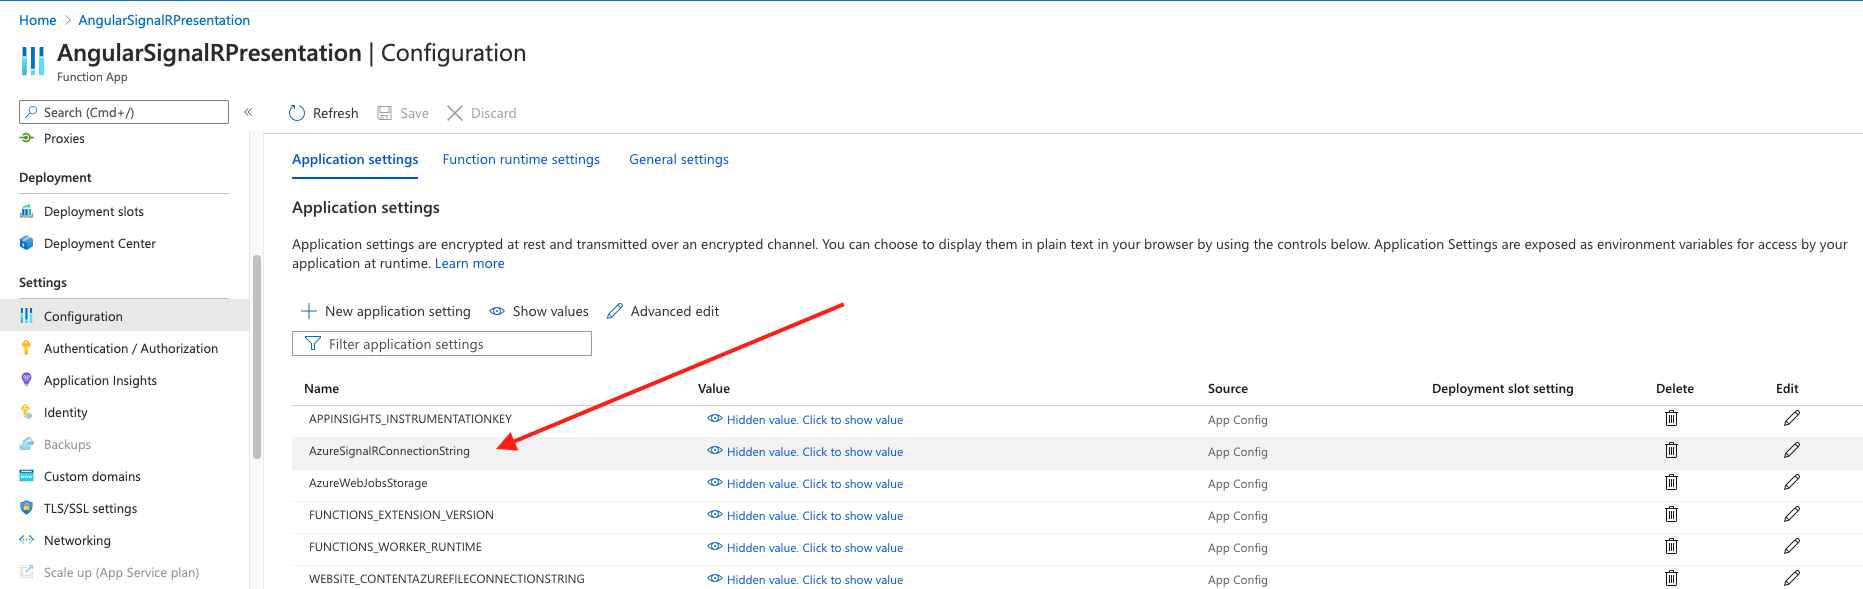 Home > AngularSignalRPresentation
AngularSignalRPresentation | Configuration
Function App
Search (Cmd+/)
«
Refresh
Save
Discard
Proxies
Deployment
Deployment slots
Deployment Center
Settings
Configuration
Authentication / Authorization
Application Insights
Identity
Backups
Custom domains
TLS/SSL settings
Networking
Scale up (App Service plan)
Application settings
Function runtime settings
General settings
Application settings
Application settings are encrypted at rest and transmitted over an encrypted channel. You can choose to display them in plain text in your browser by using the controls below. Application Settings are exposed as environment variables for access by your
application at runtime. Learn more
New application setting
Show values
Advanced edit
Filter application settings
Name Value Source Deployment slot setting Delete Edit
APPINSIGHTS_INSTRUMENTATIONKEY Hidden value. Click to show value App Config
AzureSignalRConnectionString Hidden value. Click to show value App Config
AzureWebJobsStorage Hidden value. Click to show value App Config
FUNCTIONS_EXTENSION_VERSION Hidden value. Click to show value App Config
FUNCTIONS_WORKER_RUNTIME Hidden value. Click to show value App Config
WEBSITE_CONTENTAZUREFILECONNECTIONSTRING Hidden value. Click to show value App Config